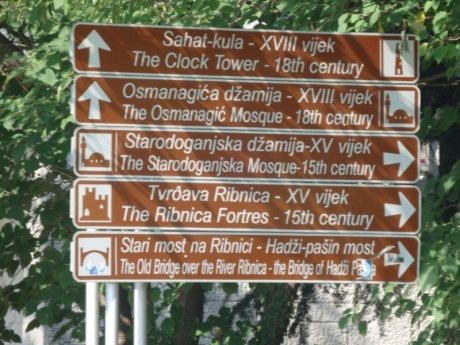 Sahat-kula - XVIII vijek
The Clock Tower - 18th century
Osmanagića džamija - XVIII vijek
The Osmanagić Mosque - 18th century
Starodoganjska džamija-XV vijek
The Starodoganjska Mosque-15th century
Tvrđava Ribnica - XV vijek
The Ribnica Fortres - 15th century
Stari most na Ribnici - Hadži-pašin most
The Old Bridge over the River Ribnica - the Bridge of Hadži